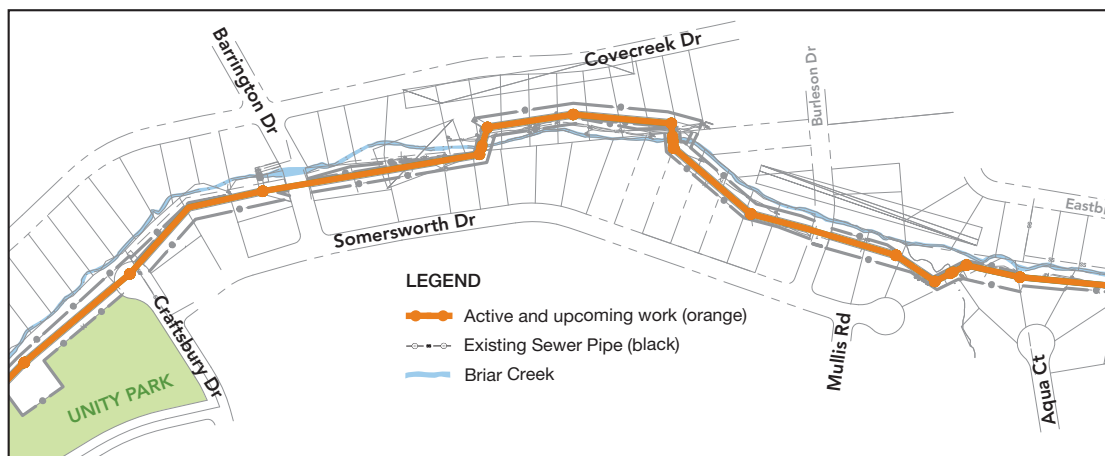 Barrington Dr
Covecreek Dr
Burleson Dr
Eastb
Somersworth Dr
LEGEND
Active and upcoming work (orange)
Existing Sewer Pipe (black)
Briar Creek
Craftsbury Dr
UNITY PARK
Mullis Rd
Aqua Ct